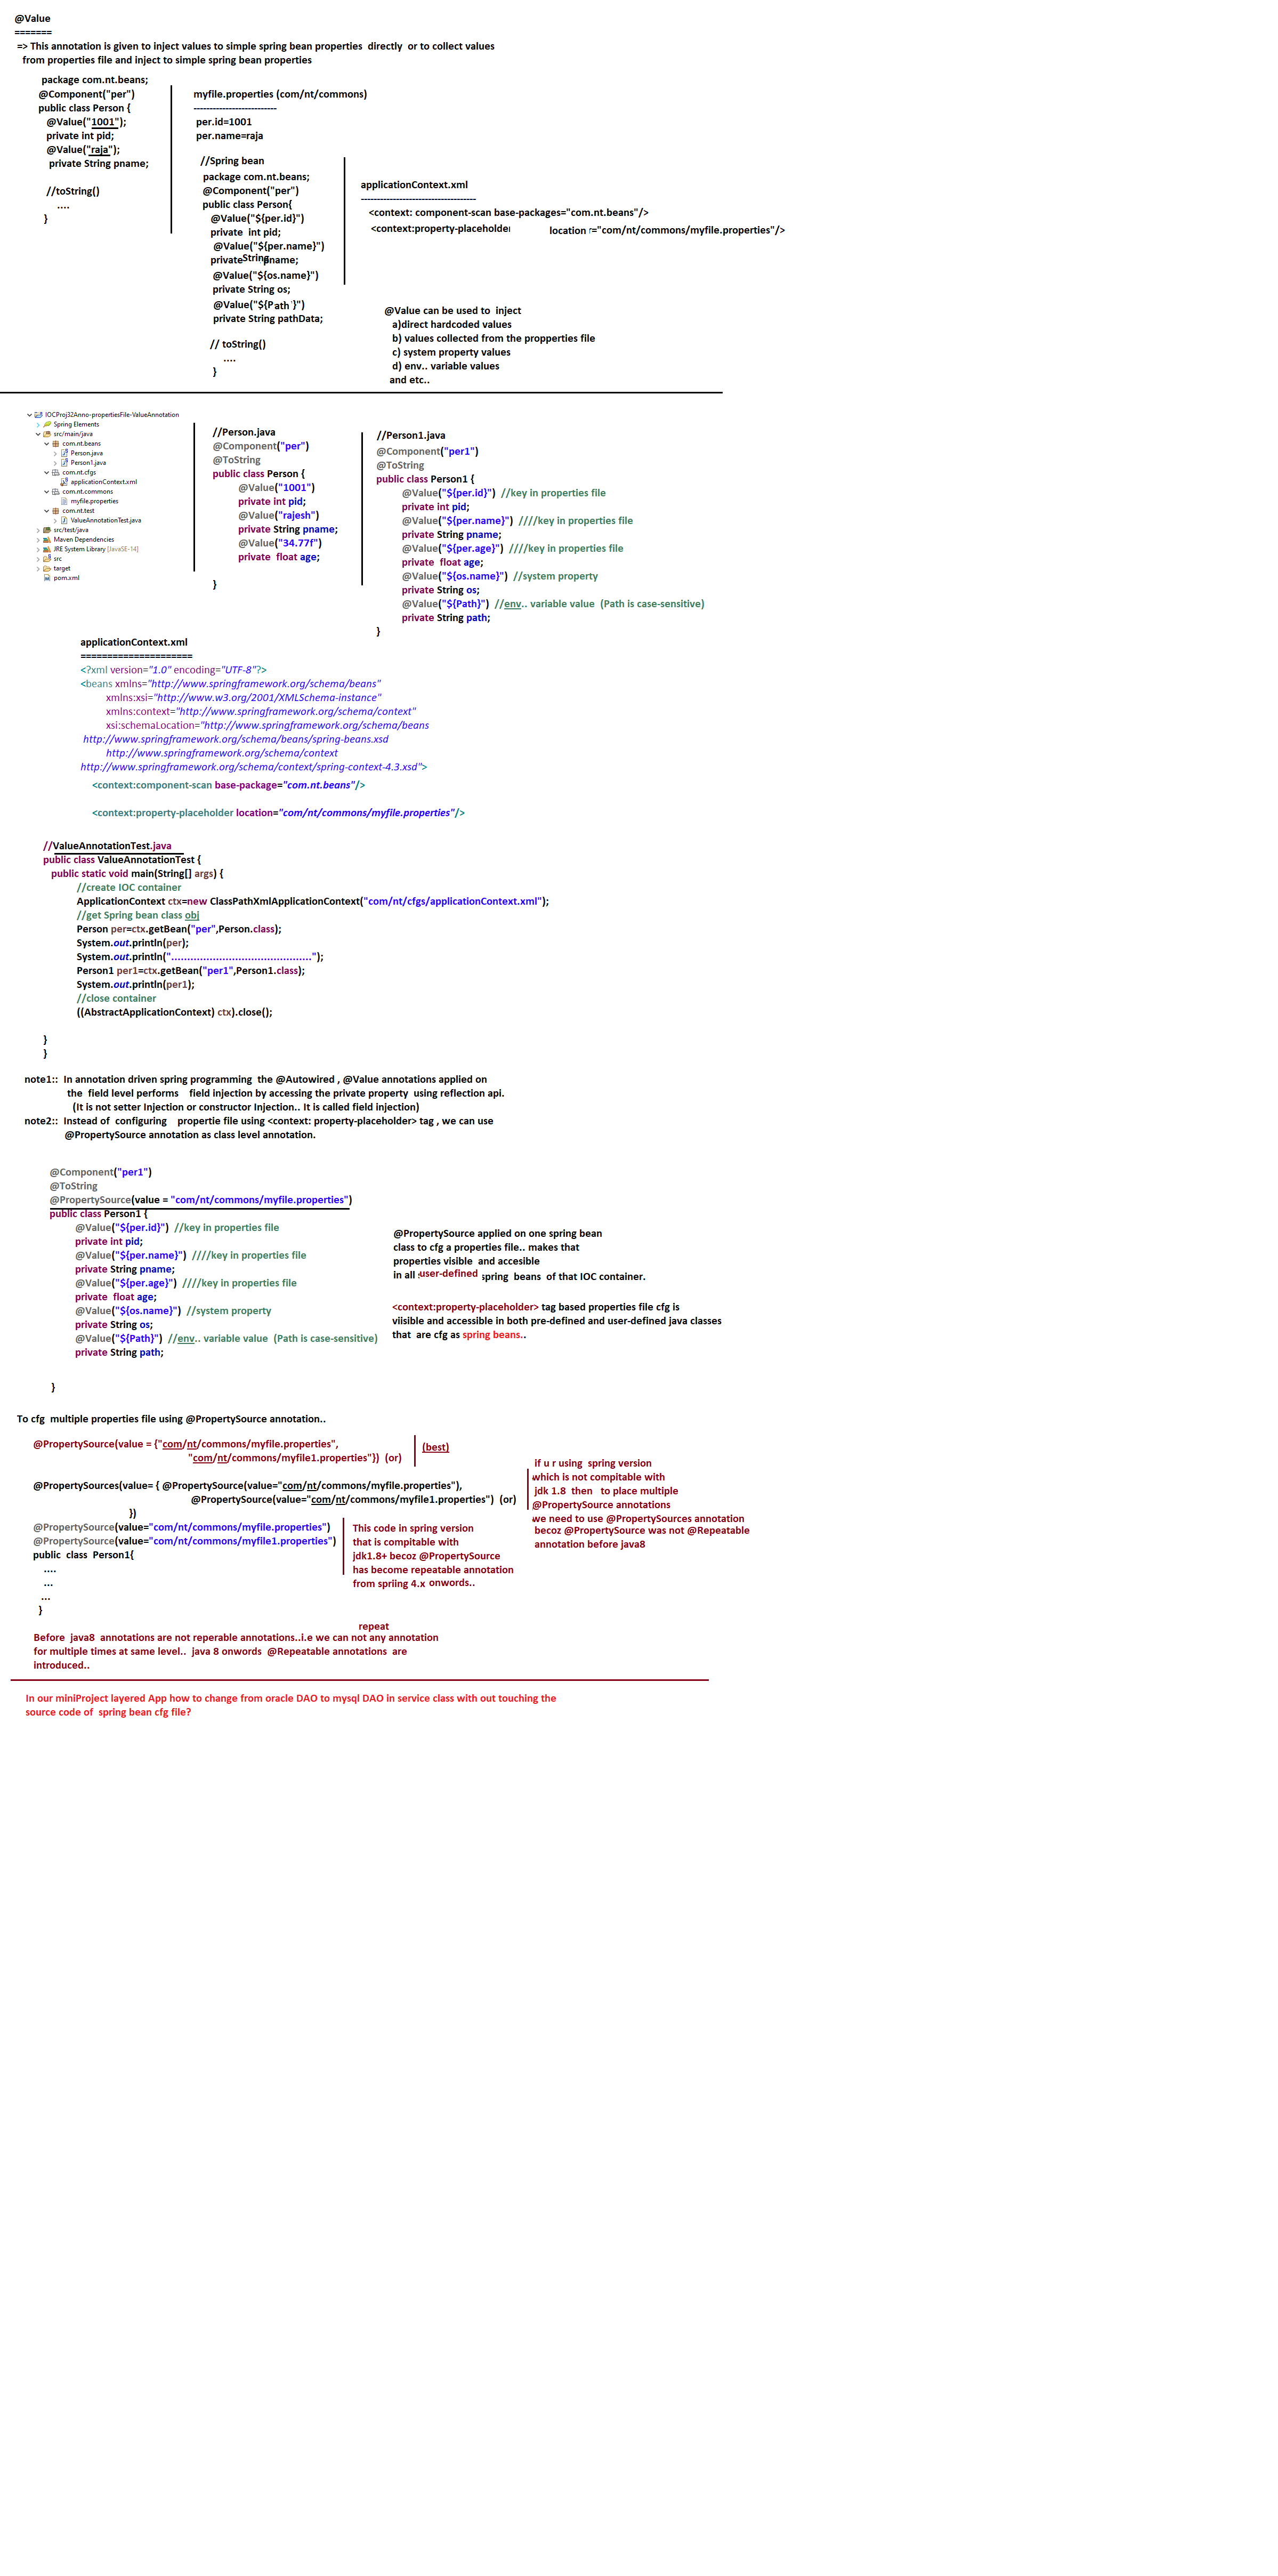 @Value
=======
=> This annotation is given to inject values to simple spring bean properties directly or to collect values
from properties file and inject to simple spring bean properties
package com.nt.beans;
@Component("per")
public class Person {
@Value("1001");
private int pid;
@Value("raja");
private String pname;
//toString()
....
}
myfile.properties (com/nt/commons)
--------------------------
per.id=1001
per.name=raja
//Spring bean
package com.nt.beans;
@Component("per")
public class Person{
@Value("${per.id}")
private int pid;
@Value("${per.name}")
private String pname;
@Value("${os.name}")
private String os;
@Value("${Path }")
private String pathData;
// toString()
....
}
applicationContext.xml
------------------------------------
<context: component-scan base-packages="com.nt.beans"/>
<context:property-placeholder location ="com/nt/commons/myfile.properties"/>
@Value can be used to inject
a)direct hardcoded values
b) values collected from the propperties file
c) system property values
d) env.. variable values
and etc..
IOCProj32Anno-propertiesFile-ValueAnnotation
Spring Elements
src/main/java
com.nt.beans
Person.java
Person1.java
com.nt.cfgs
applicationContext.xml
com.nt.commons
myfile.properties
com.nt.test
ValueAnnotationTest.java
src/test/java
Maven Dependencies
JRE System Library [JavaSE-14]
src
target
pom.xml
//Person.java
@Component("per")
@ToString
public class Person {
@Value("1001")
private int pid;
@Value("rajesh")
private String pname;
@Value("34.77f")
private float age;
}
//Person1.java
@Component("per1")
@ToString
public class Person1 {
@Value("${per.id}") //key in properties file
private int pid;
@Value("${per.name}") ////key in properties file
private String pname;
@Value("${per.age}") ////key in properties file
private float age;
@Value("${os.name}") //system property
private String os;
@Value("${Path}") //env.. variable value (Path is case-sensitive)
private String path;
}
applicationContext.xml
=====================
<?xml version="1.0" encoding="UTF-8"?>
<beans xmlns="http://www.springframework.org/schema/beans"
xmlns:xsi="http://www.w3.org/2001/XMLSchema-instance"
xmlns:context="http://www.springframework.org/schema/context"
xsi:schemaLocation="http://www.springframework.org/schema/beans
http://www.springframework.org/schema/beans/spring-beans.xsd
http://www.springframework.org/schema/context
http://www.springframework.org/schema/context/spring-context-4.3.xsd">
<context:component-scan base-package="com.nt.beans"/>
<context:property-placeholder location="com/nt/commons/myfile.properties"/>
//ValueAnnotationTest.java
public class ValueAnnotationTest {
public static void main(String[] args) {
//create IOC container
ApplicationContext ctx=new ClassPathXmlApplicationContext("com/nt/cfgs/applicationContext.xml");
//get Spring bean class obj
Person per=ctx.getBean("per",Person.class);
System.out.println(per);
System.out.println("...........................................");
Person1 per1=ctx.getBean("per1",Person1.class);
System.out.println(per1);
//close container
((AbstractApplicationContext) ctx).close();
}
}
note1:: In annotation driven spring programming the @Autowired , @Value annotations applied on
the field level performs field injection by accessing the private property using reflection api.
(It is not setter Injection or constructor Injection.. It is called field injection)
note2:: Instead of configuring propertie file using <context: property-placeholder> tag , we can use
@PropertySource annotation as class level annotation.
@Component("per1")
@ToString
@PropertySource(value = "com/nt/commons/myfile.properties")
public class Person1 {
@Value("${per.id}") //key in properties file
private int pid;
@Value("${per.name}") ////key in properties file
private String pname;
@Value("${per.age}") ////key in properties file
private float age;
@Value("${os.name}") //system property
private String os;
@Value("${Path}") //env.. variable value (Path is case-sensitive)
private String path;
}
@PropertySource applied on one spring bean
class to cfg a properties file.. makes that
properties visible and accesible
in all user-defined spring beans of that IOC container.
<context:property-placeholder> tag based properties file cfg is
viisible and accessible in both pre-defined and user-defined java classes
that are cfg as spring beans..
To cfg multiple properties file using @PropertySource annotation..
@PropertySource(value = {"com/nt/commons/myfile.properties",
"com/nt/commons/myfile1.properties"}) (or)
(best)
@PropertySources(value= { @PropertySource(value="com/nt/commons/myfile.properties"),
@PropertySource(value="com/nt/commons/myfile1.properties") (or)
})
if u r using spring version
which is not compitable with
jdk 1.8 then to place multiple
@PropertySource annotations
we need to use @PropertySources annotation
becoz @PropertySource was not @Repeatable
annotation before java8
@PropertySource(value="com/nt/commons/myfile.properties")
@PropertySource(value="com/nt/commons/myfile1.properties")
public class Person1{
....
...
...
}
This code in spring version
that is compitable with
jdk1.8+ becoz @PropertySource
has become repeatable annotation
from spriing 4.x onwords..
repeat
Before java8 annotations are not reperable annotations..i.e we can not any annotation
for multiple times at same level.. java 8 onwords @Repeatable annotations are
introduced..
In our miniProject layered App how to change from oracle DAO to mysql DAO in service class with out touching the
source code of spring bean cfg file?